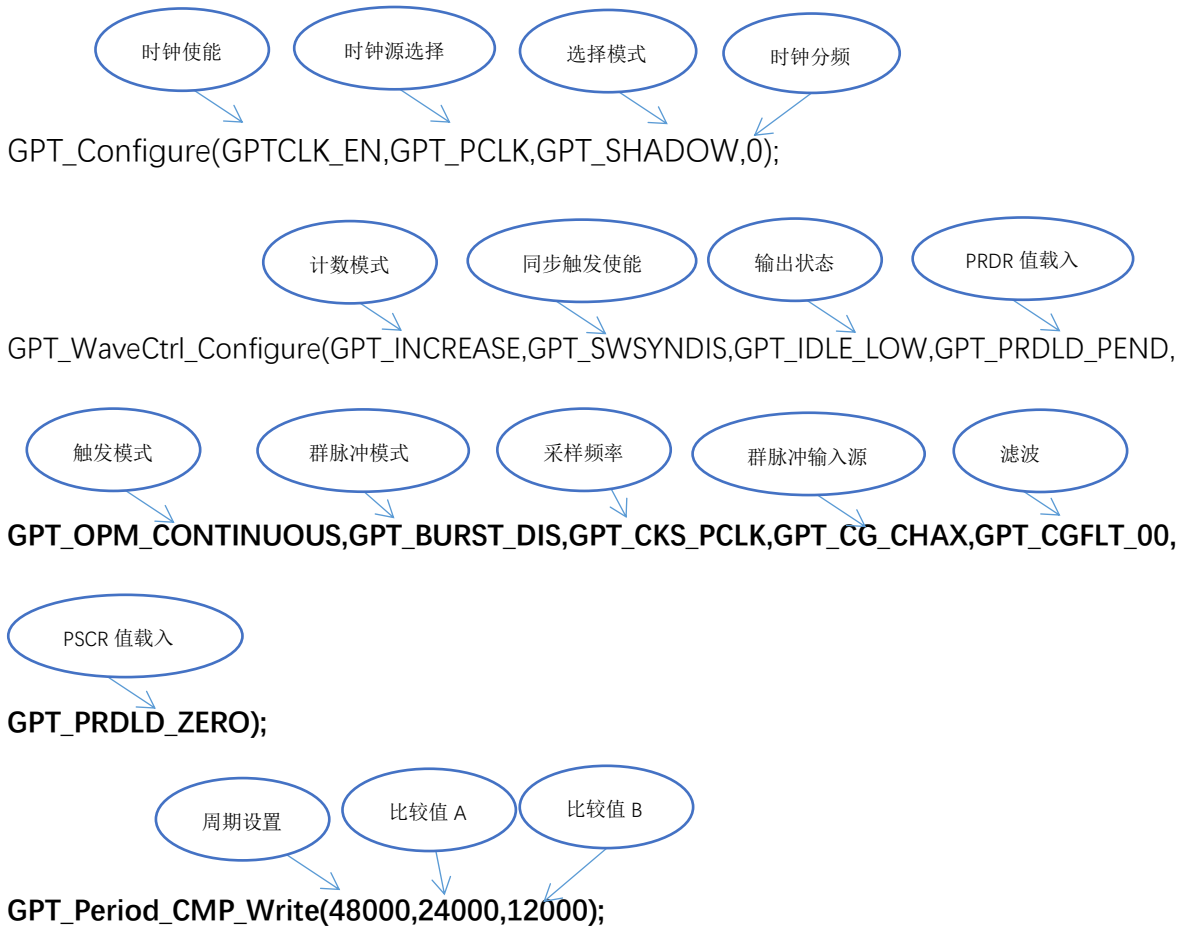 时钟使能 时钟源选择 选择模式 时钟分频
GPT_Configure(GPTCLK_EN,GPT_PCLK,GPT_SHADOW,0);
计数模式 同步触发使能 输出状态 PRDR 值载入
GPT_WaveCtrl_Configure(GPT_INCREASE,GPT_SWSYNDIS,GPT_IDLE_LOW,GPT_PRDLD_PEND,
触发模式 群脉冲模式 采样频率 群脉冲输入源 滤波
GPT_OPM_CONTINUOUS,GPT_BURST_DIS,GPT_CKS_PCLK,GPT_CG_CHAX,GPT_CGFLT_00,
PSCR 值载入
GPT_PRDLD_ZERO);
周期设置 比较值 A 比较值 B
GPT_Period_CMP_Write(48000,24000,12000);